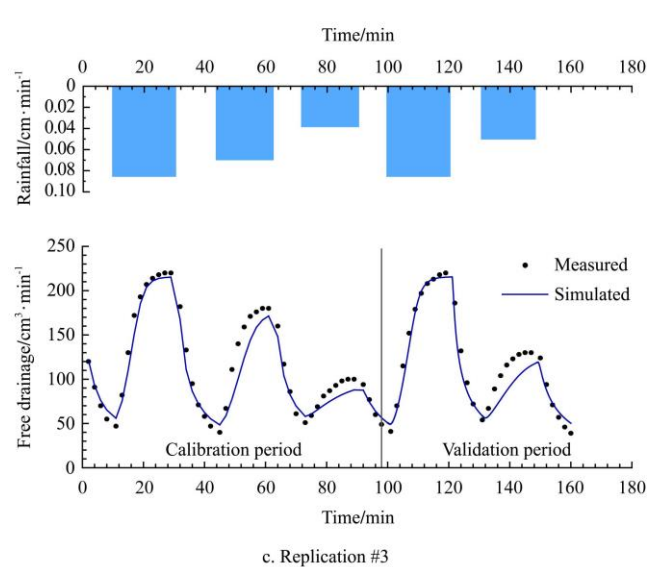 Time/min
0 20 40 60 80 100 120 140 160 180
Rainfall/cm·min-1
0
0.02
0.04
0.06
0.08
0.10
Free drainage/cm3·min-1
250
200
150
100
50
0
Measured
Simulated
Calibration period
Validation period
0 20 40 60 80 100 120 140 160 180
Time/min
c. Replication #3